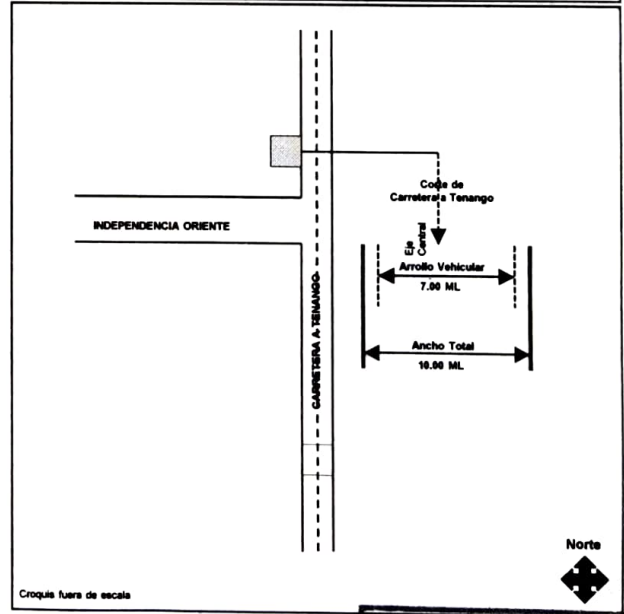 Corte de
Carretera a Tenango
INDEPENDENCIA ORIENTE
Eje
Central
Arrollo Vehicular
7.00 ML
CARRETERA A TENANGO
Ancho Total
10.00 ML
Norte
Croquis fuera de escala